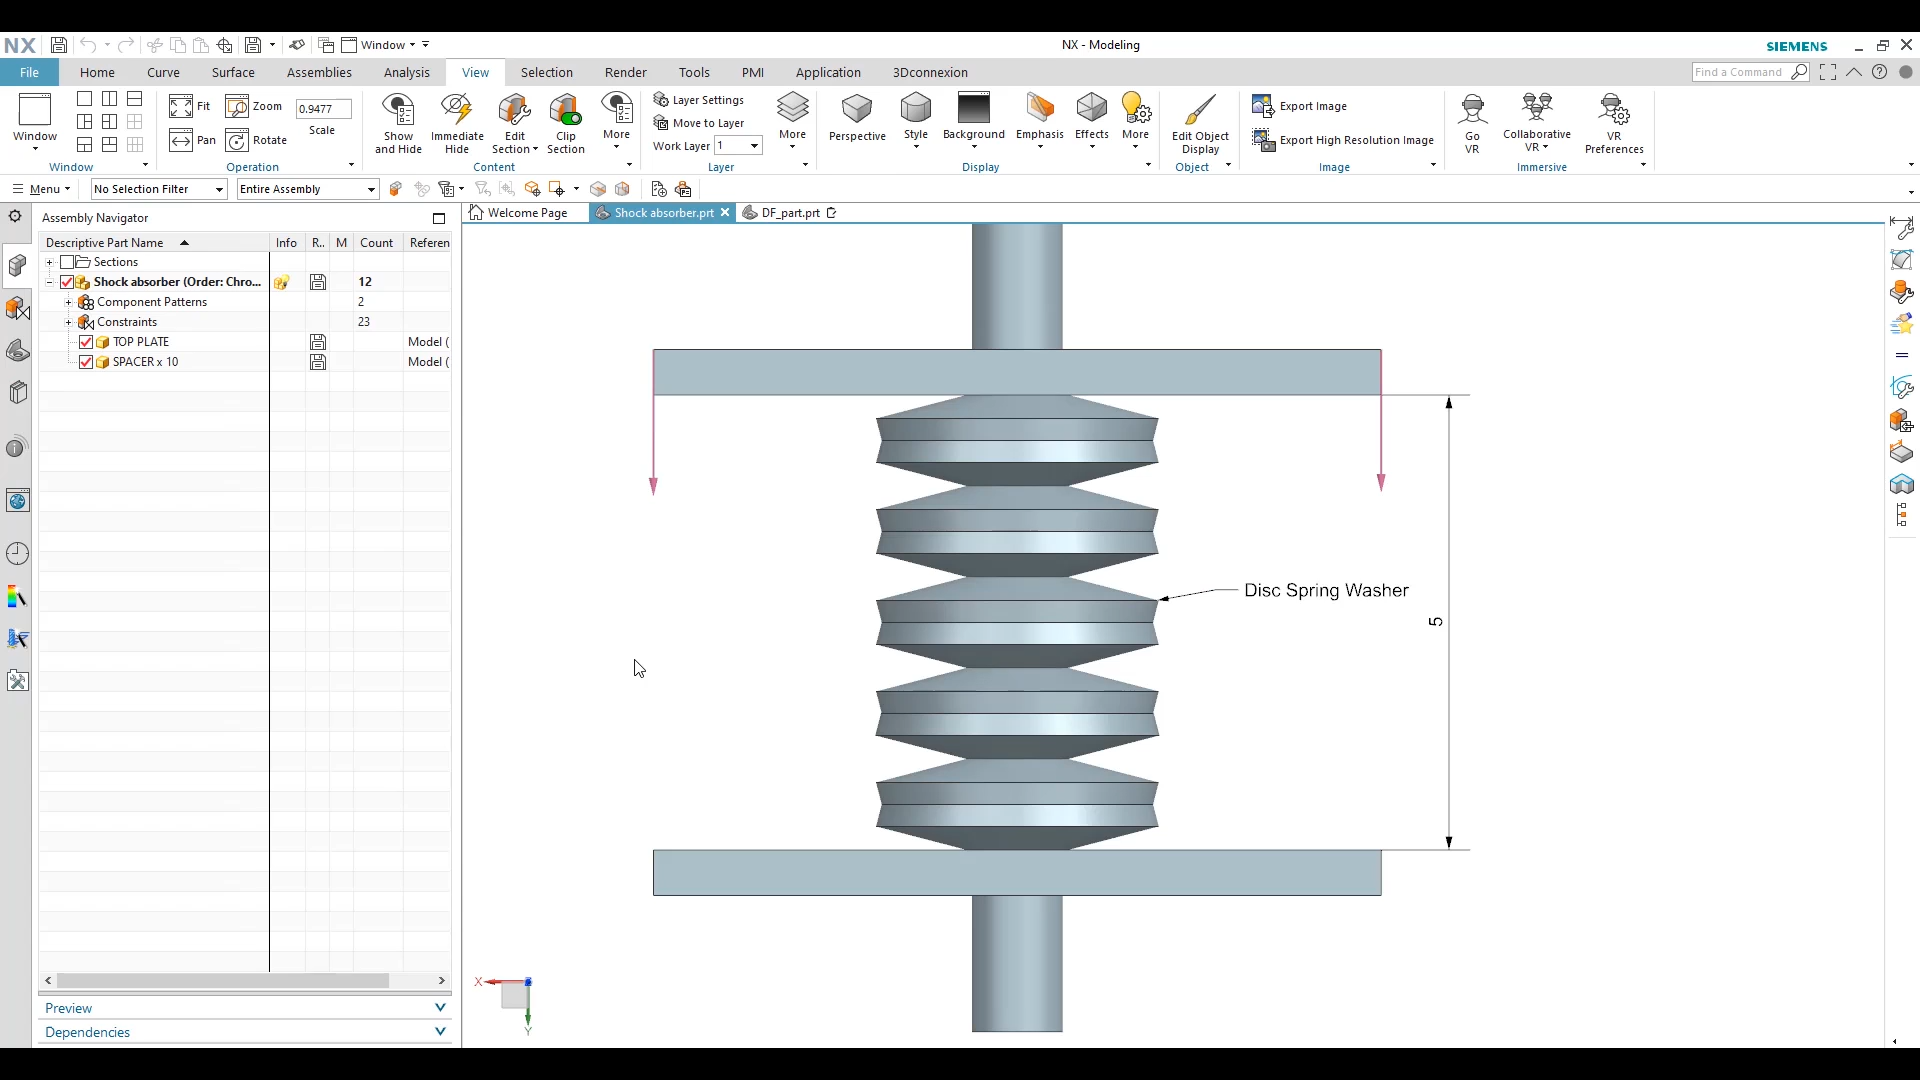 NX Window NX - Modeling SIEMENS
File Home Curve Surface Assemblies Analysis View Selection Render Tools PMI Application 3Dconnexion Find a Command
Window Fit Zoom 0.9477 Show and Hide Immediate Hide Edit Section Clip Section More Layer Settings More Perspective Style Background Emphasis Effects More Edit Object Display Export Image Go VR Collaborative VR VR Preferences
Move to Layer
Pan Rotate Scale Work Layer 1 Export High Resolution Image
Window Operation Content Layer Display Object Image Immersive
Menu No Selection Filter Entire Assembly
Assembly Navigator Welcome Page Shock absorber.prt DF_part.prt
Descriptive Part Name Info R.. M Count Referen
Sections
Shock absorber (Order: Chro... 12
Component Patterns 2
Constraints 23
TOP PLATE Model (
SPACER x 10 Model (
Disc Spring Washer
5
X
Y
Preview
Dependencies